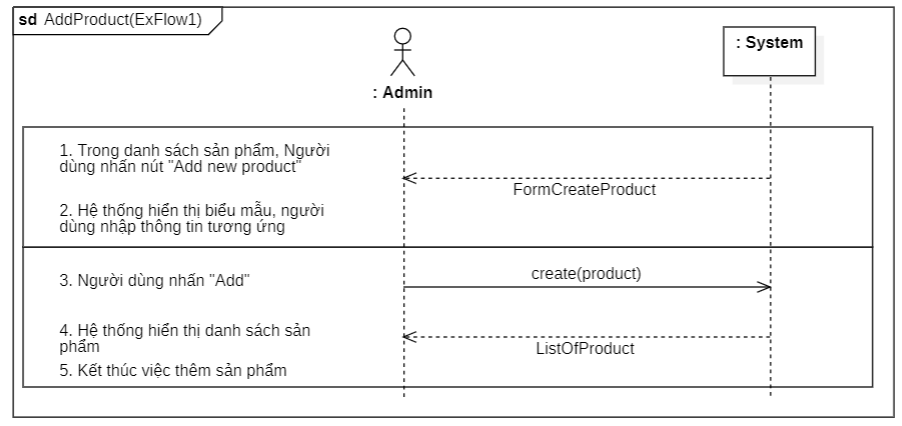 sd AddProduct(ExFlow1)
: Admin
: System
1. Trong danh sách sản phẩm, Người
dùng nhấn nút "Add new product"
FormCreateProduct
2. Hệ thống hiển thị biểu mẫu, người
dùng nhập thông tin tương ứng
3. Người dùng nhấn "Add"
create(product)
4. Hệ thống hiển thị danh sách sản
phẩm
ListOfProduct
5. Kết thúc việc thêm sản phẩm